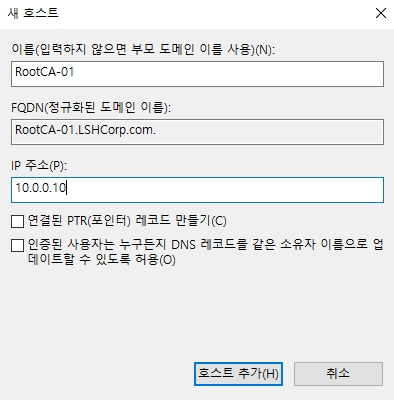 새 호스트
이름(입력하지 않으면 부모 도메인 이름 사용)(N):
RootCA-01
FQDN(정규화된 도메인 이름):
RootCA-01.LSHCorp.com.
IP 주소(P):
10.0.0.10
연결된 PTR(포인터) 레코드 만들기(C)
인증된 사용자는 누구든지 DNS 레코드를 같은 소유자 이름으로 업
데이트할 수 있도록 허용(O)
호스트 추가(H)
취소